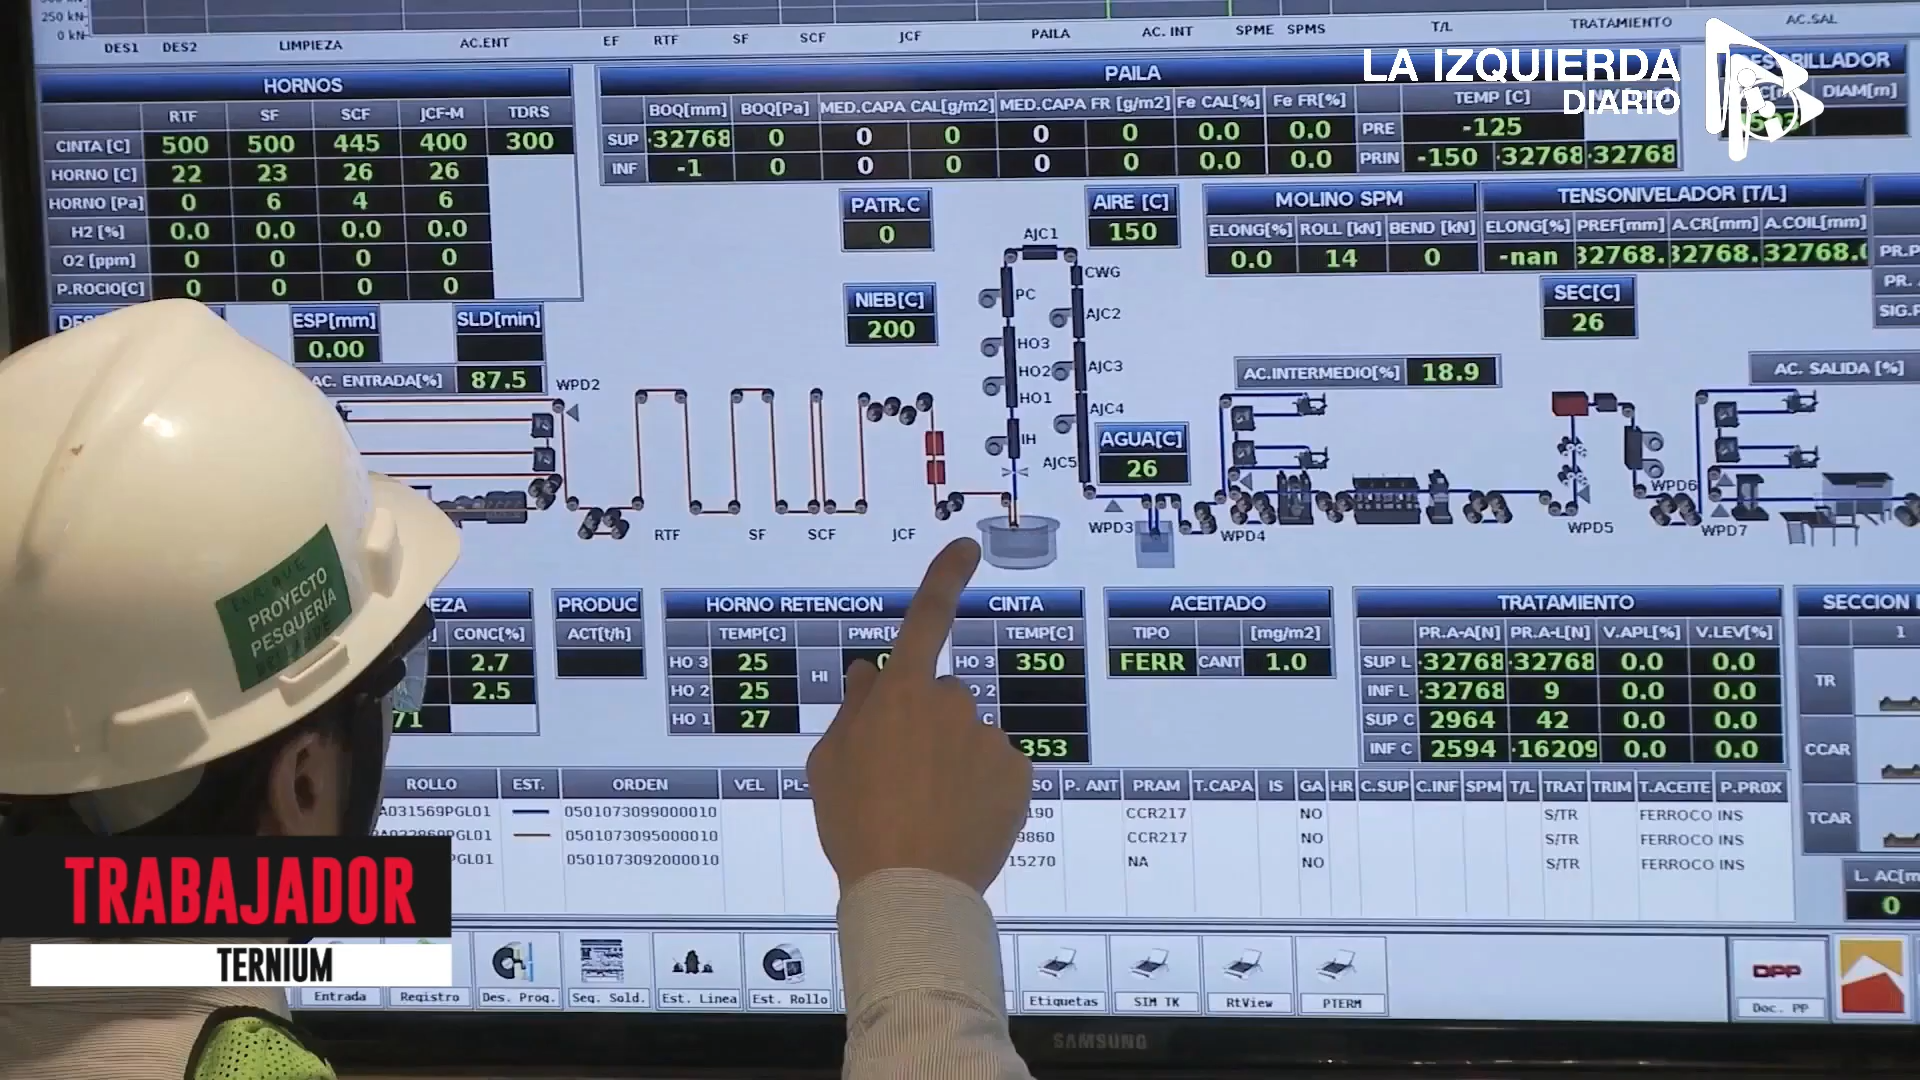 250 kN
0 kN
DES1 DES2 LIMPIEZA AC.ENT EF RTF SF SCF JCF PAILA AC. INT SPME SPMS T/L TRATAMIENTO AC.SAL
LA IZQUIERDA
DIARIO
HORNOS
RTF SF SCF JCF-M TDRS
CINTA [C] 500 500 445 400 300
HORNO [C] 22 23 26 26
HORNO [Pa] 0 6 4 6
H2 [%] 0.0 0.0 0.0 0.0
O2 [ppm] 0 0 0 0
P.ROCIO[C] 0 0 0 0
PAILA
BOQ[mm] BOQ[Pa] MED.CAPA CAL[g/m2] MED.CAPA FR [g/m2] Fe CAL[%] Fe FR[%] TEMP [C]
SUP -32768 0 0 0 0 0 0.0 0.0 PRE -125
INF -1 0 0 0 0 0 0.0 0.0 PRIN -150 -32768 -32768
DIAM[m]
PATR.C
0
AIRE [C]
150
MOLINO SPM
ELONG[%] ROLL [kN] BEND [kN]
0.0 14 0
TENSONIVELADOR [T/L]
ELONG[%] PREF[mm] A.CR[mm] A.COIL[mm]
-nan 32768. 32768. 32768.0
PR.P
PR.
SIG.P
ESP[mm]
0.00
SLD[min]
AC. ENTRADA[%] 87.5
NIEB[C]
200
SEC[C]
26
AC.INTERMEDIO[%] 18.9
AC. SALIDA [%]
AGUA[C]
26
AJC1
CWG
PC
AJC2
HO3
HO2
AJC3
HO1
AJC4
IH
AJC5
WPD2
RTF SF SCF JCF
WPD3 WPD4 WPD5 WPD6 WPD7
PROYECTO
PESQUERÍA
EZA
CONC[%]
2.7
2.5
71
PRODUC
ACT[t/h]
HORNO RETENCION
TEMP[C] PWR[k
HO 3 25
HO 2 25
HO 1 27
HI 0
CINTA
TEMP[C]
HO 3 350
O 2
C
353
ACEITADO
TIPO [mg/m2]
FERR CANT 1.0
TRATAMIENTO
PR.A-A[N] PR.A-L[N] V.APL[%] V.LEV[%]
SUP L -32768 -32768 0.0 0.0
INF L -32768 9 0.0 0.0
SUP C 2964 42 0.0 0.0
INF C 2594 -16209 0.0 0.0
SECCION
1
TR
CCAR
TCAR
L. AC[m
0
ROLLO EST. ORDEN VEL PL- SO P. ANT PRAM T.CAPA IS GA HR C.SUP C.INF SPM T/L TRAT TRIM T.ACEITE P.PROX
A031569PGL01 0501073099000010 190 CCR217 NO S/TR FERROCO INS
0501073095000010 9860 CCR217 S/TR FERROCO INS
PGL01 0501073092000010 15270 NA NO S/TR FERROCO INS
TRABAJADOR
TERNIUM
Entrada Registro Des. Prog. Seg. Sold. Est. Linea Est. Rollo Etiquetas SIM TK RtView PTERM
DPP
Doc. PP
SAMSUNG